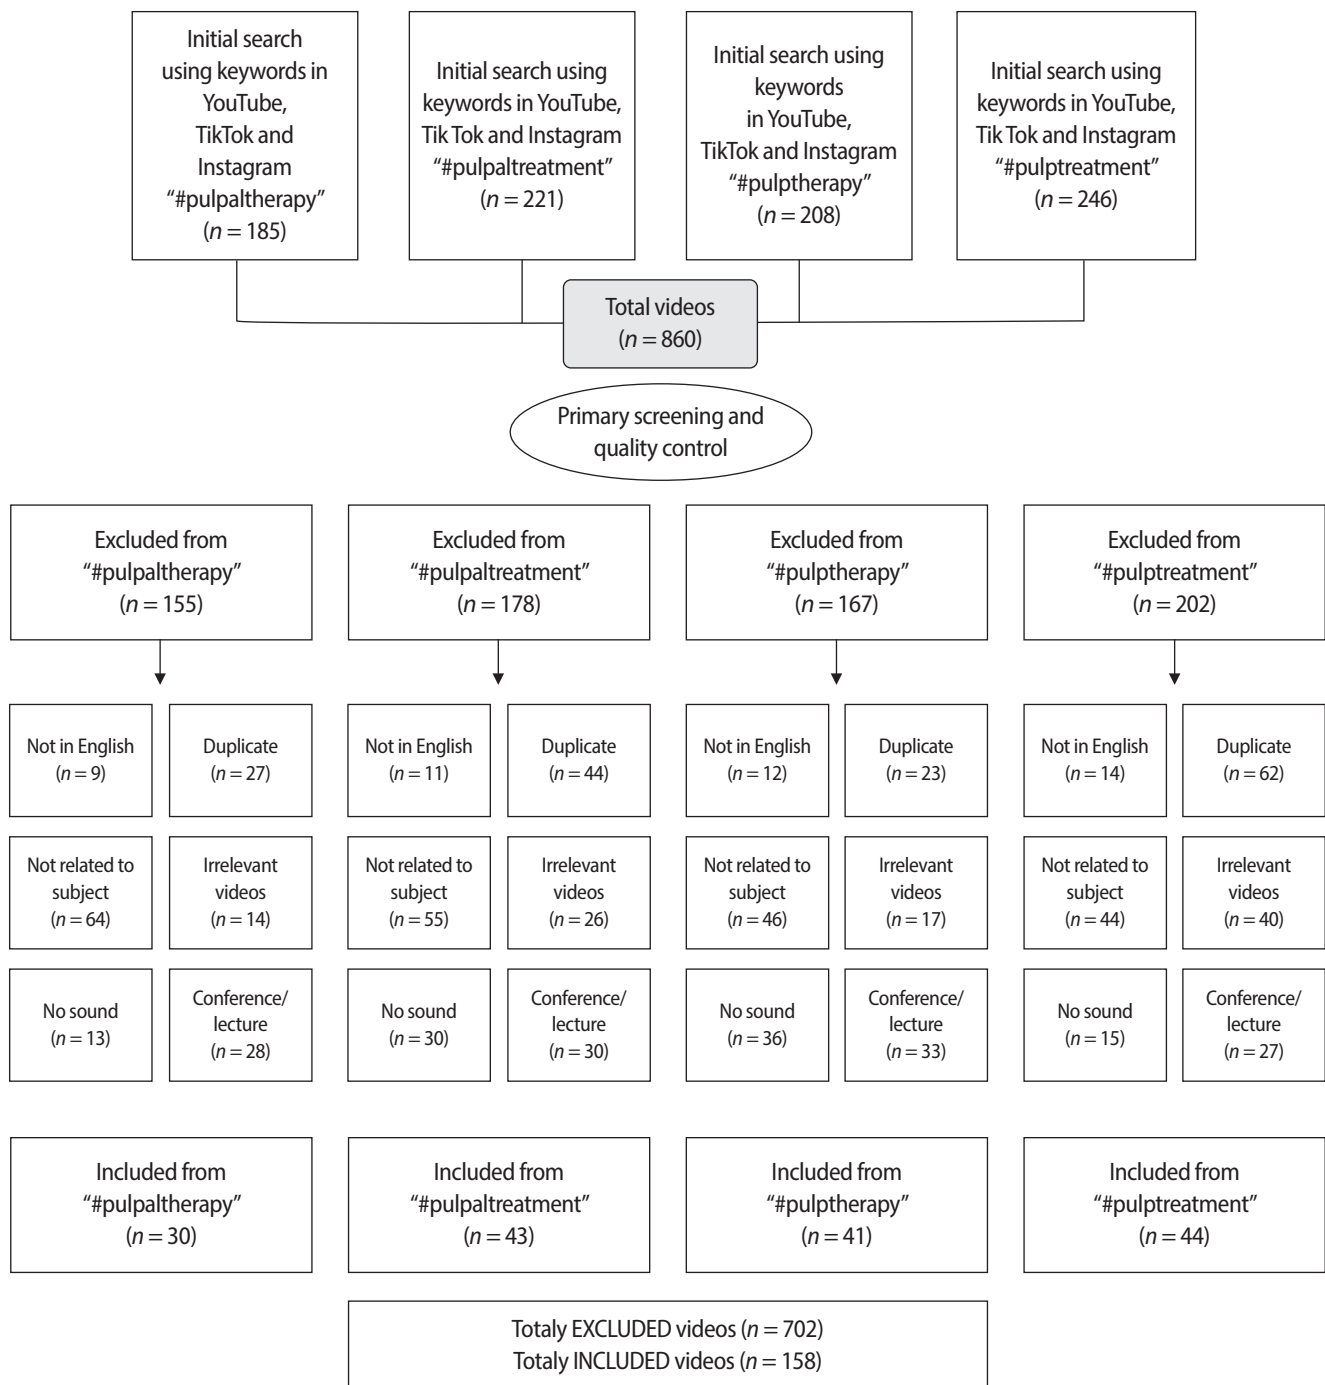 Initial search
using keywords in
YouTube,
TikTok and
Instagram
“#pulpaltherapy”
(n = 185)
Initial search using
keywords in YouTube,
Tik Tok and Instagram
“#pulpaltreatment”
(n = 221)
Initial search using
keywords
in YouTube,
TikTok and Instagram
“#pulptherapy”
(n = 208)
Initial search using
keywords in YouTube,
Tik Tok and Instagram
“#pulptreatment”
(n = 246)
Total videos
(n = 860)
Primary screening and
quality control
Excluded from
“#pulpaltherapy”
(n = 155)
Excluded from
“#pulpaltreatment”
(n = 178)
Excluded from
“#pulptherapy”
(n = 167)
Excluded from
“#pulptreatment”
(n = 202)
Not in English
(n = 9)
Duplicate
(n = 27)
Not in English
(n = 11)
Duplicate
(n = 44)
Not in English
(n = 12)
Duplicate
(n = 23)
Not in English
(n = 14)
Duplicate
(n = 62)
Not related to
subject
(n = 64)
Irrelevant
videos
(n = 14)
Not related to
subject
(n = 55)
Irrelevant
videos
(n = 26)
Not related to
subject
(n = 46)
Irrelevant
videos
(n = 17)
Not related to
subject
(n = 44)
Irrelevant
videos
(n = 40)
No sound
(n = 13)
Conference/
lecture
(n = 28)
No sound
(n = 30)
Conference/
lecture
(n = 30)
No sound
(n = 36)
Conference/
lecture
(n = 33)
No sound
(n = 15)
Conference/
lecture
(n = 27)
Included from
“#pulpaltherapy”
(n = 30)
Included from
“#pulpaltreatment”
(n = 43)
Included from
“#pulptherapy”
(n = 41)
Included from
“#pulptreatment”
(n = 44)
Totaly EXCLUDED videos (n = 702)
Totaly INCLUDED videos (n = 158)